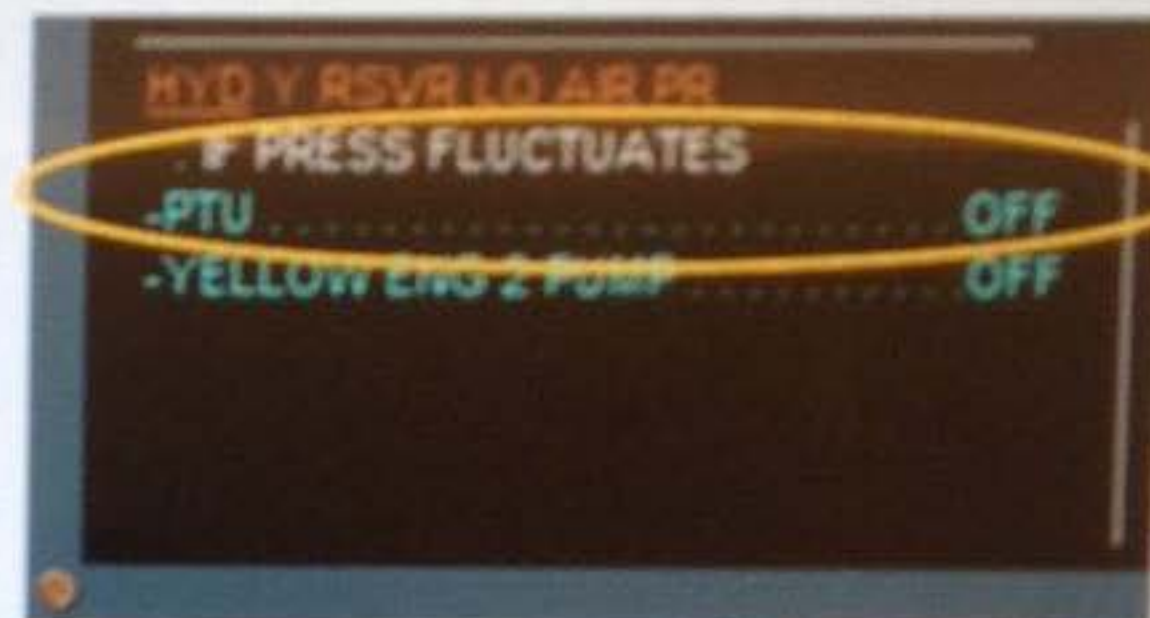 HYD Y RSVR LO AIR PR
. IF PRESS FLUCTUATES
-PTU....................OFF
-YELLOW ENG 2 PUMP.........OFF